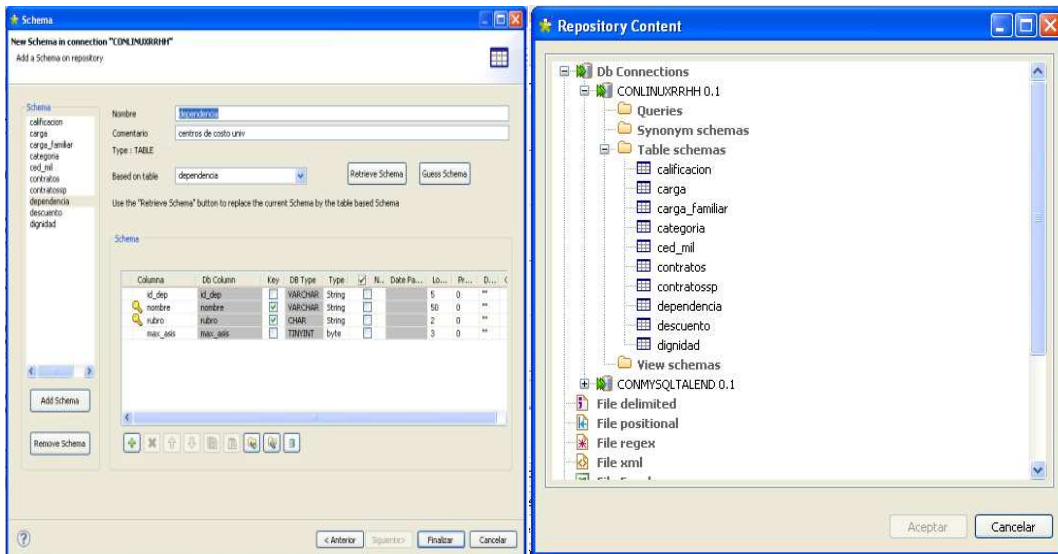 Schema
New Schema in connection "CONLINUXRRHH"
Add a Schema on repository
Schema
calificacion
carga
carga_familiar
categoria
ced_mil
contratos
contratossp
dependencia
descuento
dignidad
Add Schema
Remove Schema
Nombre dependencia
Comentario centros de costo univ
Type : TABLE
Based on table dependencia Retrieve Schema Guess Schema
Use the "Retrieve Schema" button to replace the current Schema by the table based Schema
Schema
Columna Db Column Key DB Type Type N... Date Pa... Lo... Pr... D...
id_dep id_dep VARCHAR String 5 0 ""
nombre nombre VARCHAR String 50 0 ""
rubro rubro CHAR String 2 0 ""
max_asis max_asis TINYINT byte 3 0 ""
< Anterior Siguiente> Finalizar Cancelar
Repository Content
Db Connections
CONLINUXRRHH 0.1
Queries
Synonym schemas
Table schemas
calificacion
carga
carga_familiar
categoria
ced_mil
contratos
contratossp
dependencia
descuento
dignidad
View schemas
CONMYSQLTALEND 0.1
File delimited
File positional
File regex
File xml
Aceptar Cancelar